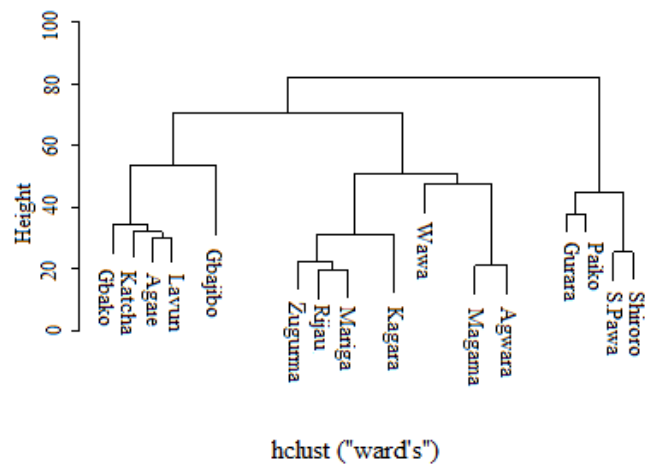 100
80
60
40
20
0
Height
Gbako
Katcha
Agaie
Lavun
Gbajibo
Zugurma
Rijau
Mariga
Kagara
Wawa
Magama
Agwara
Gurara
Paiko
S.Pawa
Shiroro
hclust ("ward's")